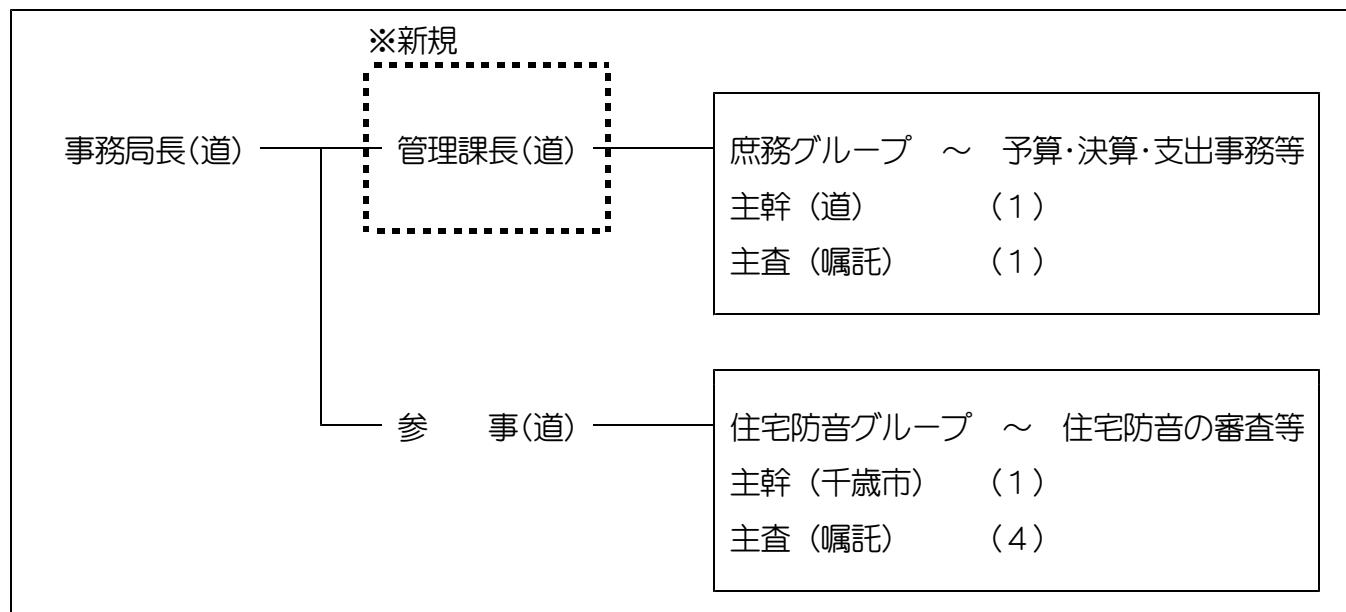 ※新規
事務局長(道)
管理課長(道)
庶務グループ ～ 予算・決算・支出事務等
主幹（道） （１）
主査（嘱託） （１）
参　事(道)
住宅防音グループ ～ 住宅防音の審査等
主幹（千歳市） （１）
主査（嘱託） （４）